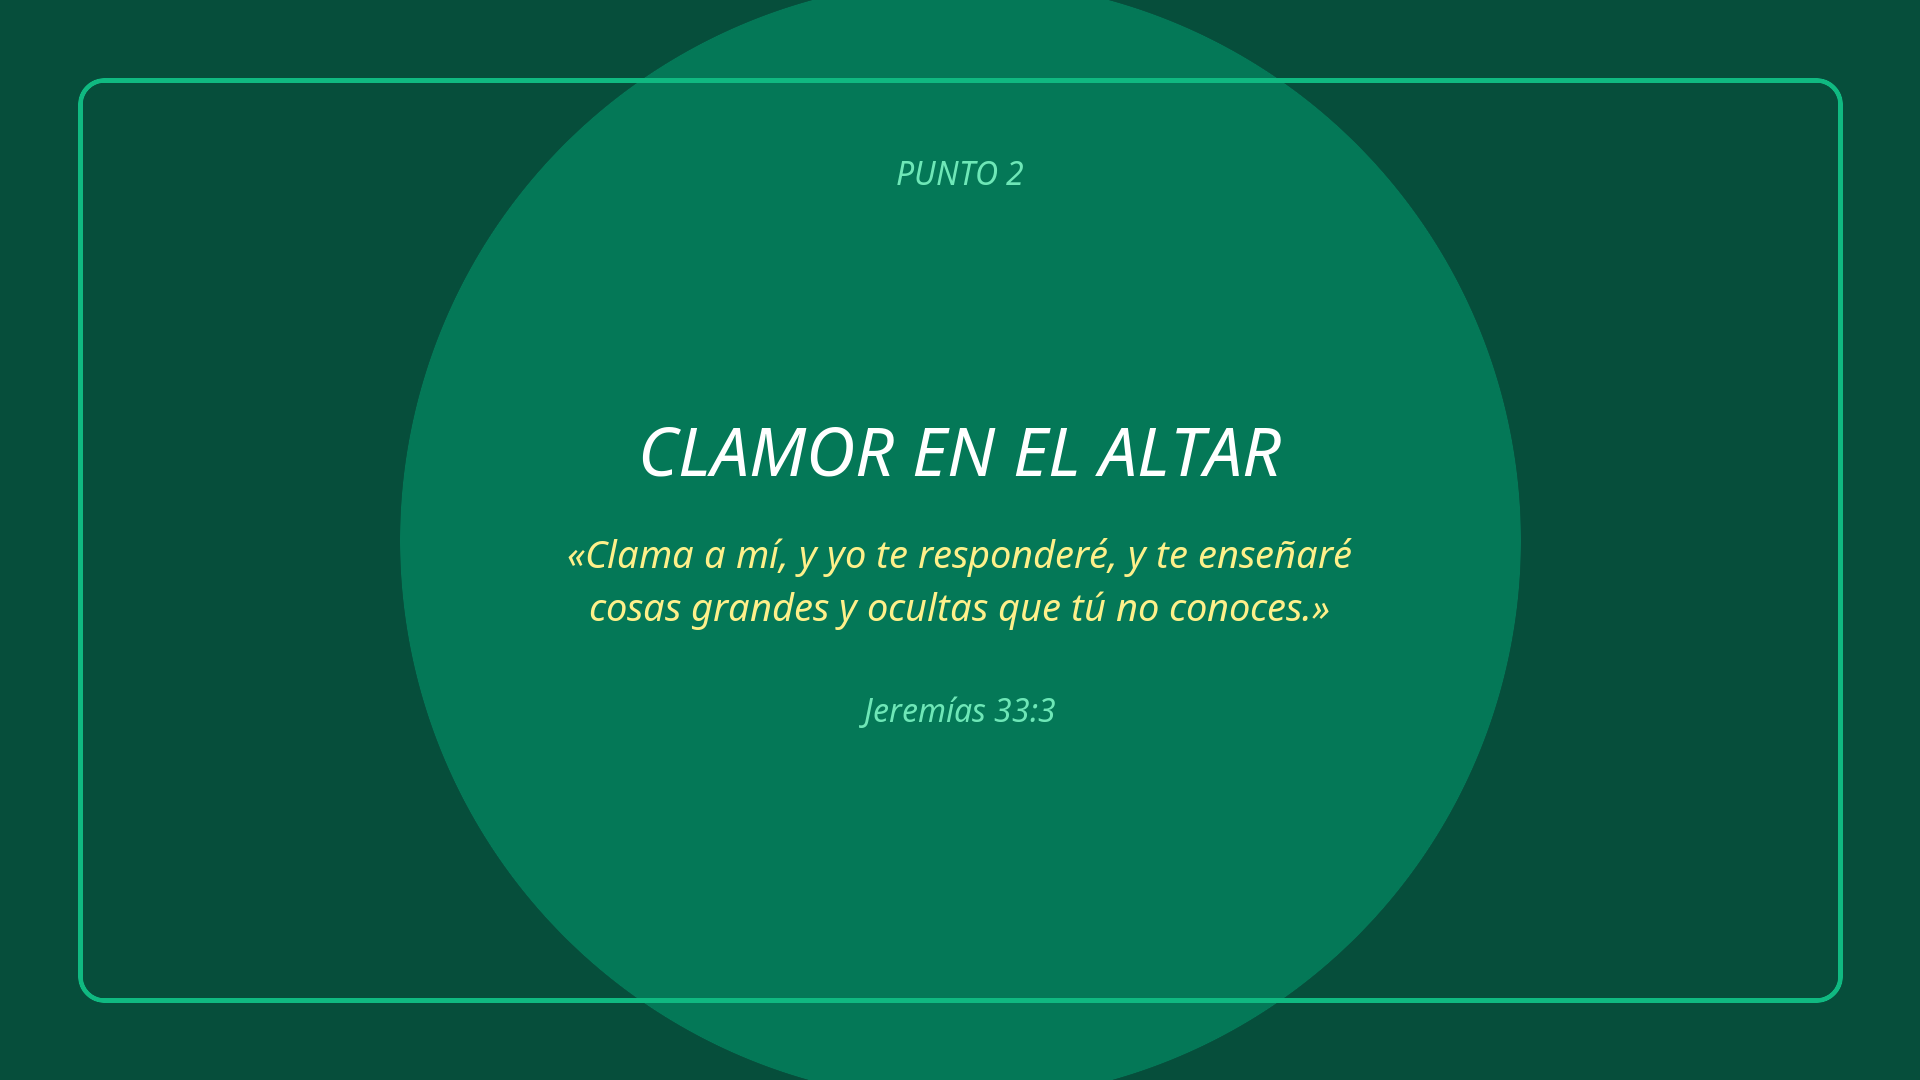 PUNTO 2
CLAMOR EN EL ALTAR
«Clama a mí, y yo te responderé, y te enseñaré
cosas grandes y ocultas que tú no conoces.»
Jeremías 33:3